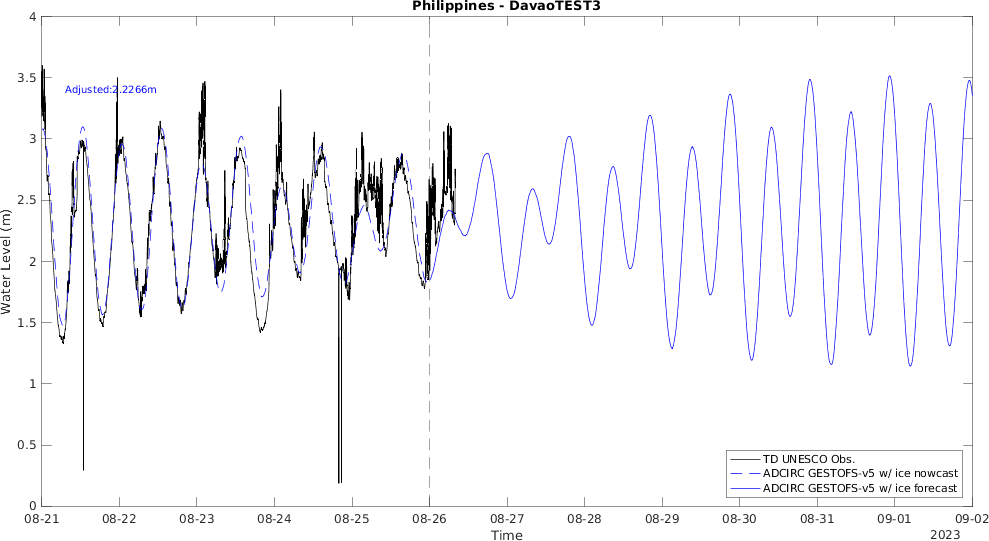 Philippines - DavaoTEST3
Adjusted:2.2266m
Water Level (m)
4
3.5
3
2.5
2
1.5
1
0.5
0
TD UNESCO Obs.
ADCIRC GESTOFS-v5 w/ ice nowcast
ADCIRC GESTOFS-v5 w/ ice forecast
08-21 08-22 08-23 08-24 08-25 08-26 08-27 08-28 08-29 08-30 08-31 09-01 09-02
Time
2023